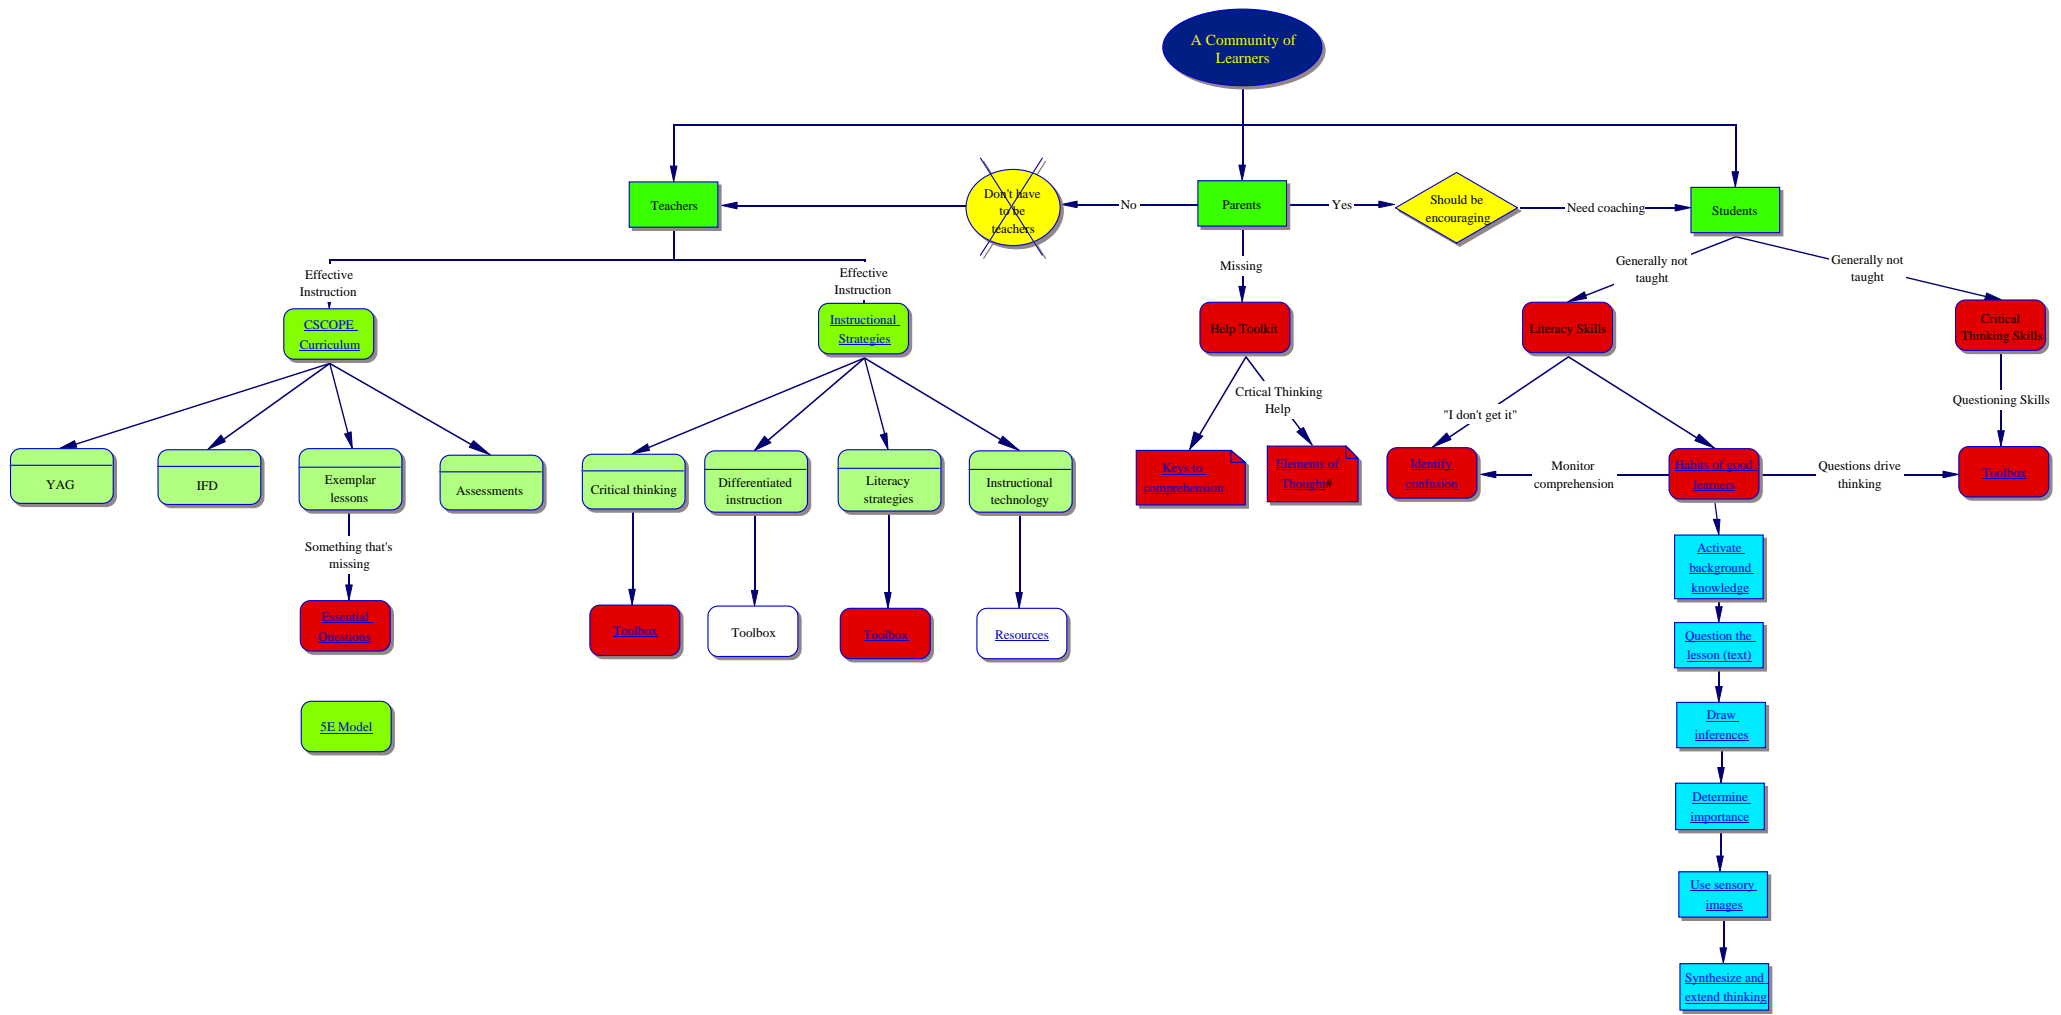 A Community of
Learners
Teachers
Don't have
to be
teachers
No
Parents
Yes
Should be
encouraging
Need coaching
Students
Effective
Instruction
Effective
Instruction
Missing
Generally not
taught
Generally not
taught
CSCOPE
Curriculum
Instructional
Strategies
Help Toolkit
Literacy Skills
Critical
Thinking Skills
Crtical Thinking
Help
"I don't get it"
Questioning Skills
YAG
IFD
Exemplar
lessons
Assessments
Critical thinking
Differentiated
instruction
Literacy
strategies
Instructional
technology
Keys to
comprehension
Elements of
Thought#
Identify
confusion
Monitor
comprehension
Habits of good
learners
Questions drive
thinking
Toolbox
Something that's
missing
Essential
Questions
Toolbox
Toolbox
Toolbox
Resources
5E Model
Activate
background
knowledge
Question the
lesson (text)
Draw
inferences
Determine
importance
Use sensory
images
Synthesize and
extend thinking